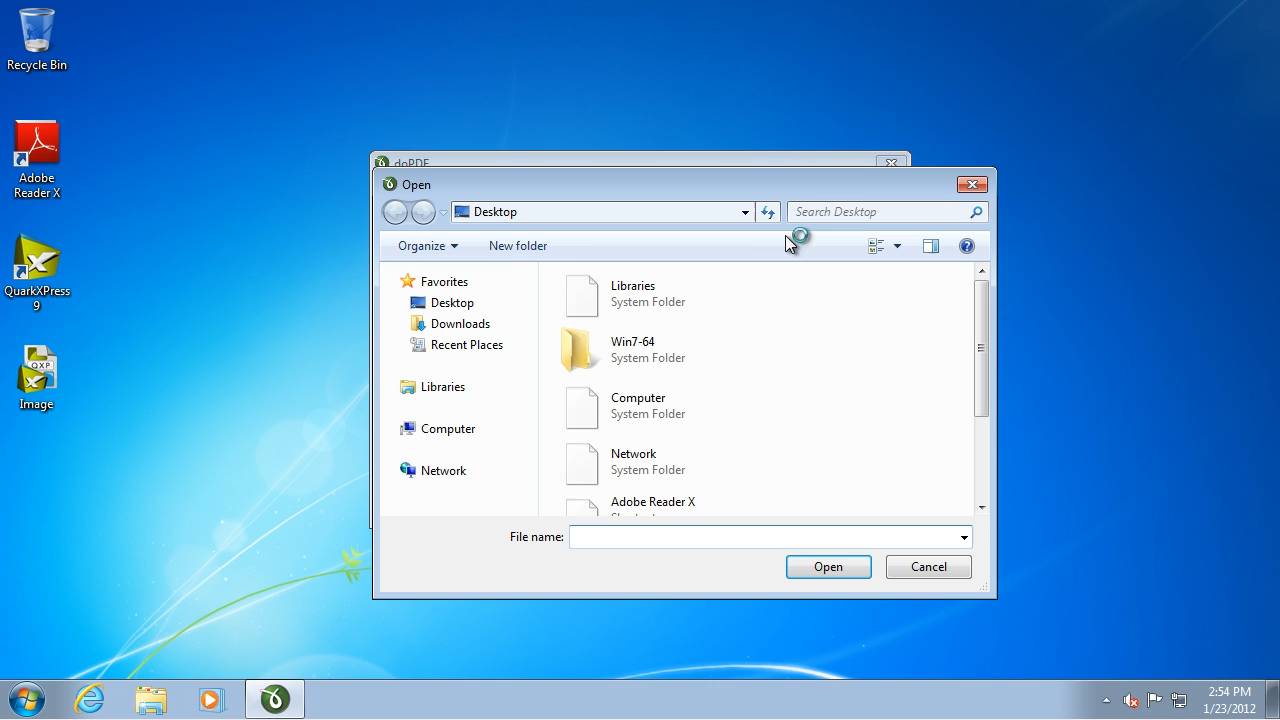 Recycle Bin
Adobe
Reader X
QuarkXPress
9
QXP
Image
doPDF
Open
Desktop
Search Desktop
Organize
New folder
Favorites
Desktop
Downloads
Recent Places
Libraries
Computer
Network
Libraries
System Folder
Win7-64
System Folder
Computer
System Folder
Network
System Folder
Adobe Reader X
File name:
Open
Cancel
2:54 PM
1/23/2012